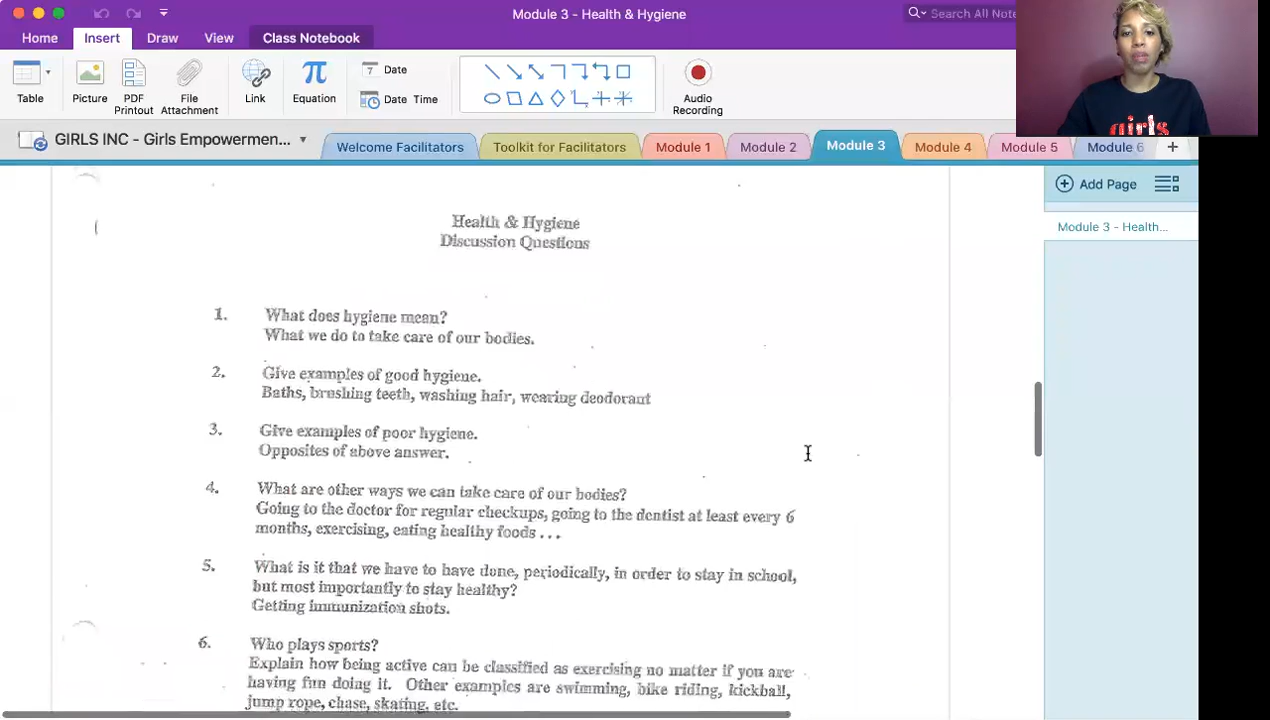 Module 3 - Health & Hygiene
Search All Note
Home
Insert
Draw
View
Class Notebook
Table
Picture
PDF
Printout
File
Attachment
Link
π
Equation
7
Date
Date Time
Audio
Recording
girls
GIRLS INC - Girls Empowermen...
Welcome Facilitators
Toolkit for Facilitators
Module 1
Module 2
Module 3
Module 4
Module 5
Module 6
Add Page
Module 3 - Health...
Health & Hygiene
Discussion Questions
1. What does hygiene mean?
What we do to take care of our bodies.
2. Give examples of good hygiene.
Baths, brushing teeth, washing hair, wearing deodorant
3. Give examples of poor hygiene.
Opposites of above answer.
4. What are other ways we can take care of our bodies?
Going to the doctor for regular checkups, going to the dentist at least every 6
months, exercising, eating healthy foods . . .
5. What is it that we have to have done, periodically, in order to stay in school,
but most importantly to stay healthy?
Getting immunization shots.
6. Who plays sports?
Explain how being active can be classified as exercising no matter if you are
having fun doing it. Other examples are swimming, bike riding, kickball,
jump rope, chase, skating, etc.